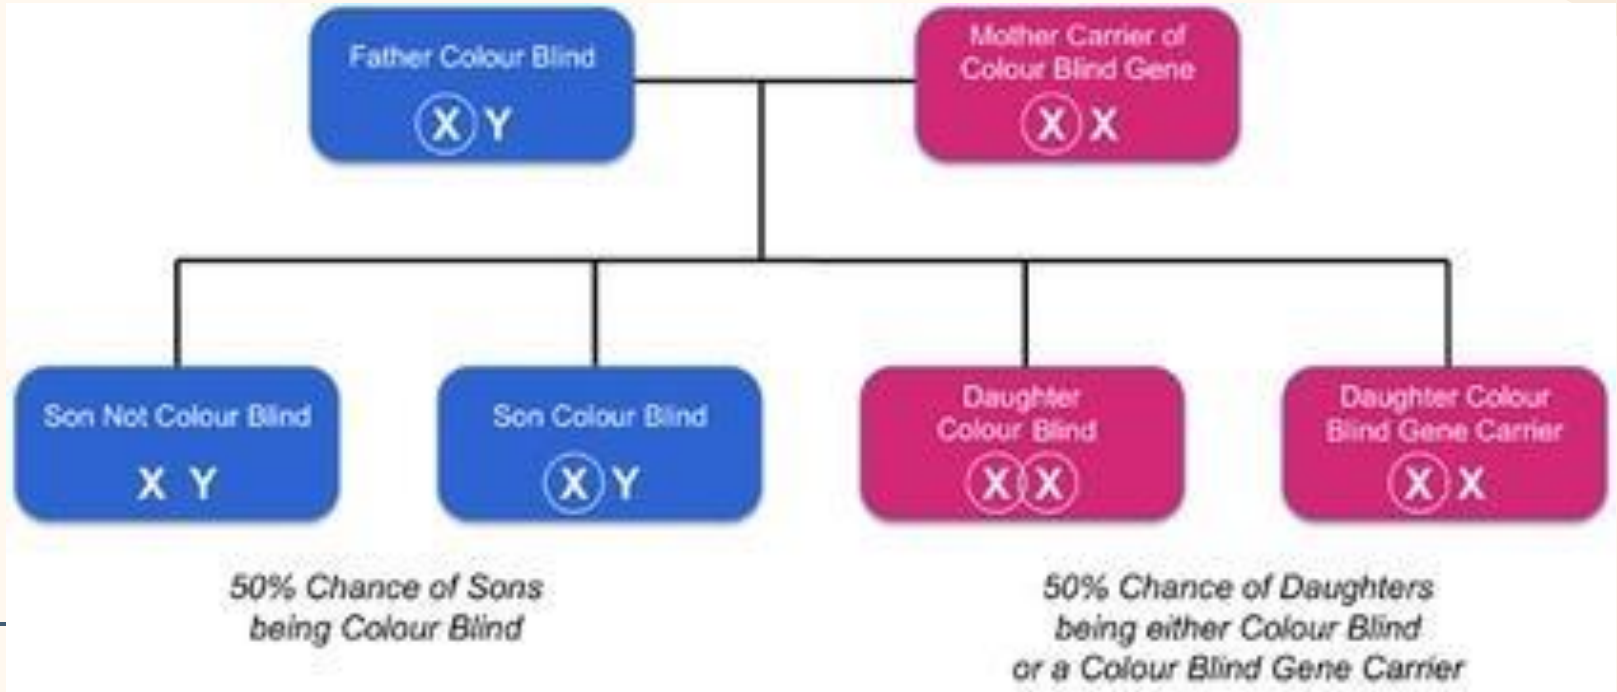 Father Colour Blind
X Y
Mother Carrier of
Colour Blind Gene
X X
Son Not Colour Blind
X Y
Son Colour Blind
X Y
Daughter
Colour Blind
X X
Daughter Colour
Blind Gene Carrier
X X
50% Chance of Sons
being Colour Blind
50% Chance of Daughters
being either Colour Blind
or a Colour Blind Gene Carrier